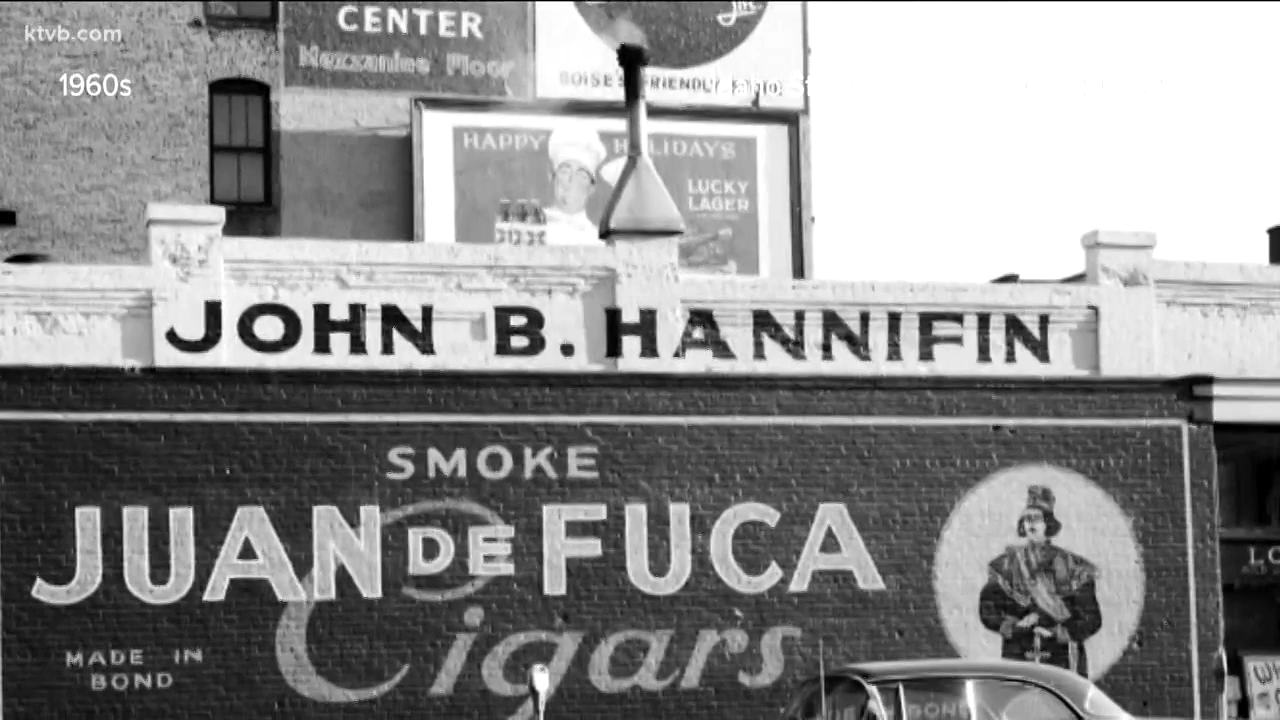 ktvb.com
1960s
CENTER
Mezzanine Floor
BOISE'S FRIENDLY
HAPPY HOLIDAYS
LUCKY
LAGER
JOHN B. HANNIFIN
SMOKE
JUAN DE FUCA
Cigars
MADE IN
BOND